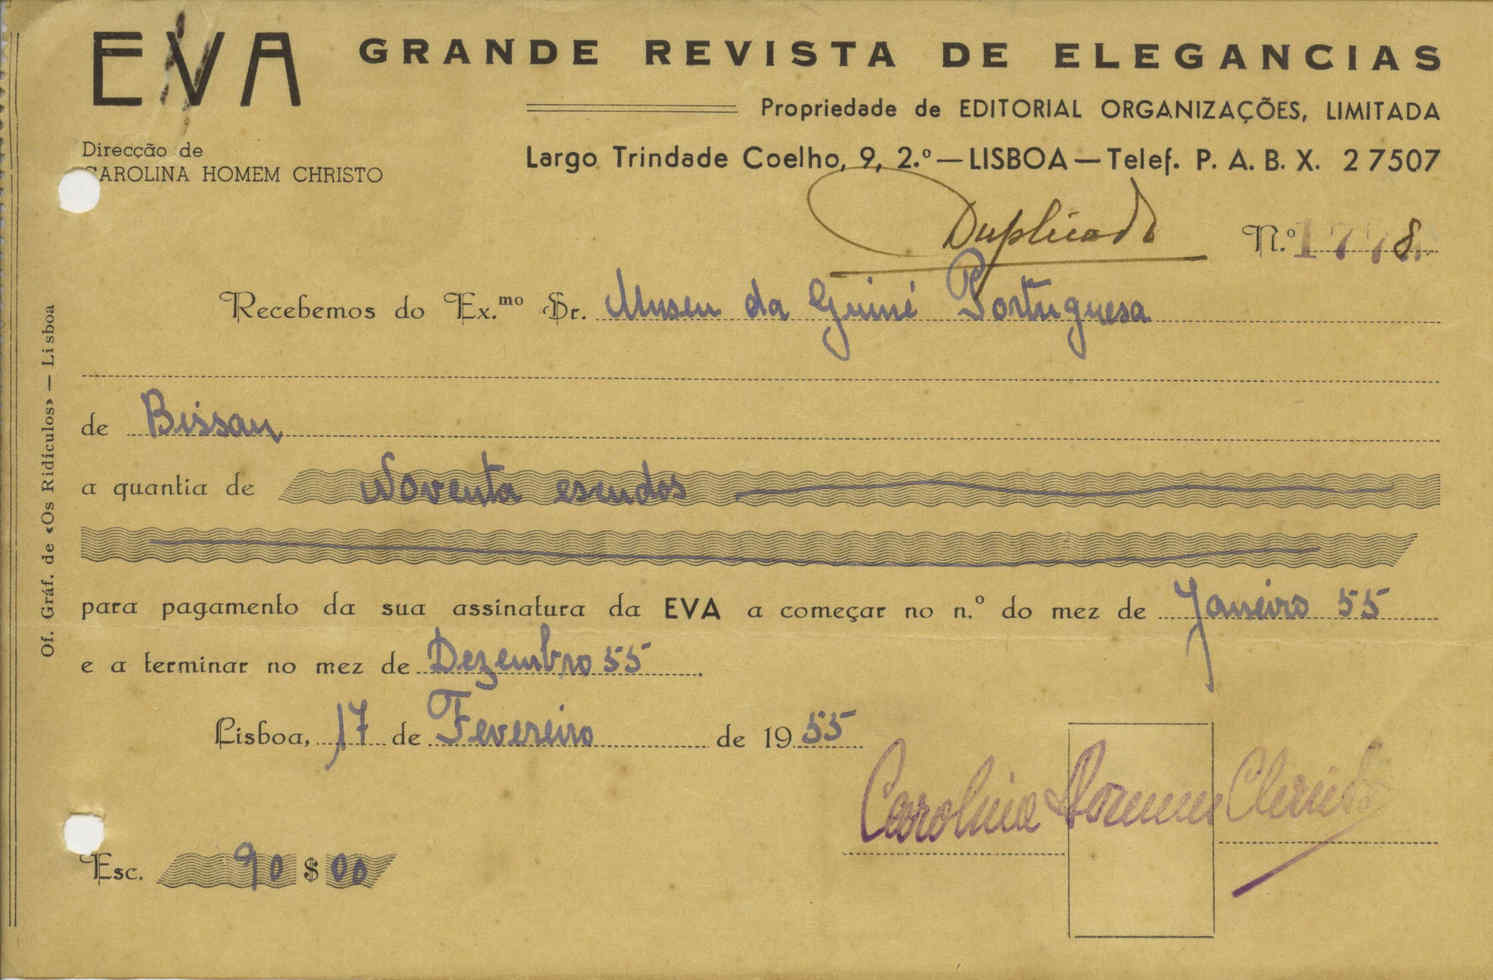 EVA GRANDE REVISTA DE ELEGANCIAS
Propriedade de EDITORIAL ORGANIZAÇÕES, LIMITADA
Direcção de
CAROLINA HOMEM CHRISTO
Largo Trindade Coelho, 9, 2.º — LISBOA — Telef. P. A. B. X. 27507
Duplicado
N.º 1778
Recebemos do Ex.mo Sr. Museu da Guiné Portuguesa
de Bissau
a quantia de Noventa escudos
para pagamento da sua assinatura da EVA a começar no n.º do mez de Janeiro 55
e a terminar no mez de Dezembro 55.
Lisboa, 17 de Fevereiro de 1955
Carolina Homem Christo
Esc. 90 $ 00
Of. Gráf. de «Os Ridículos» — Lisboa